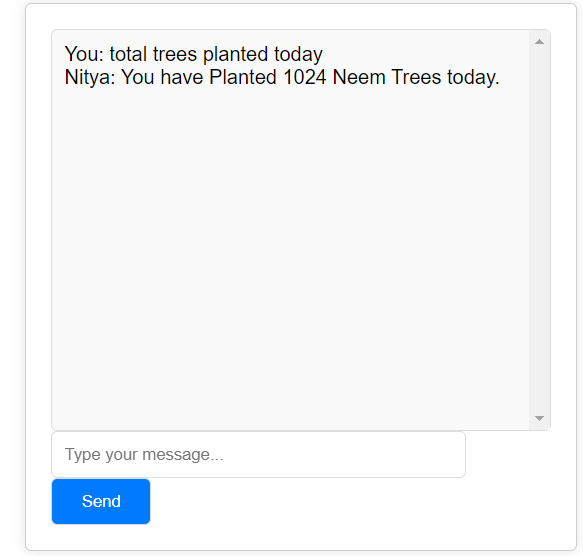 You: total trees planted today
Nitya: You have Planted 1024 Neem Trees today.
Type your message...
Send